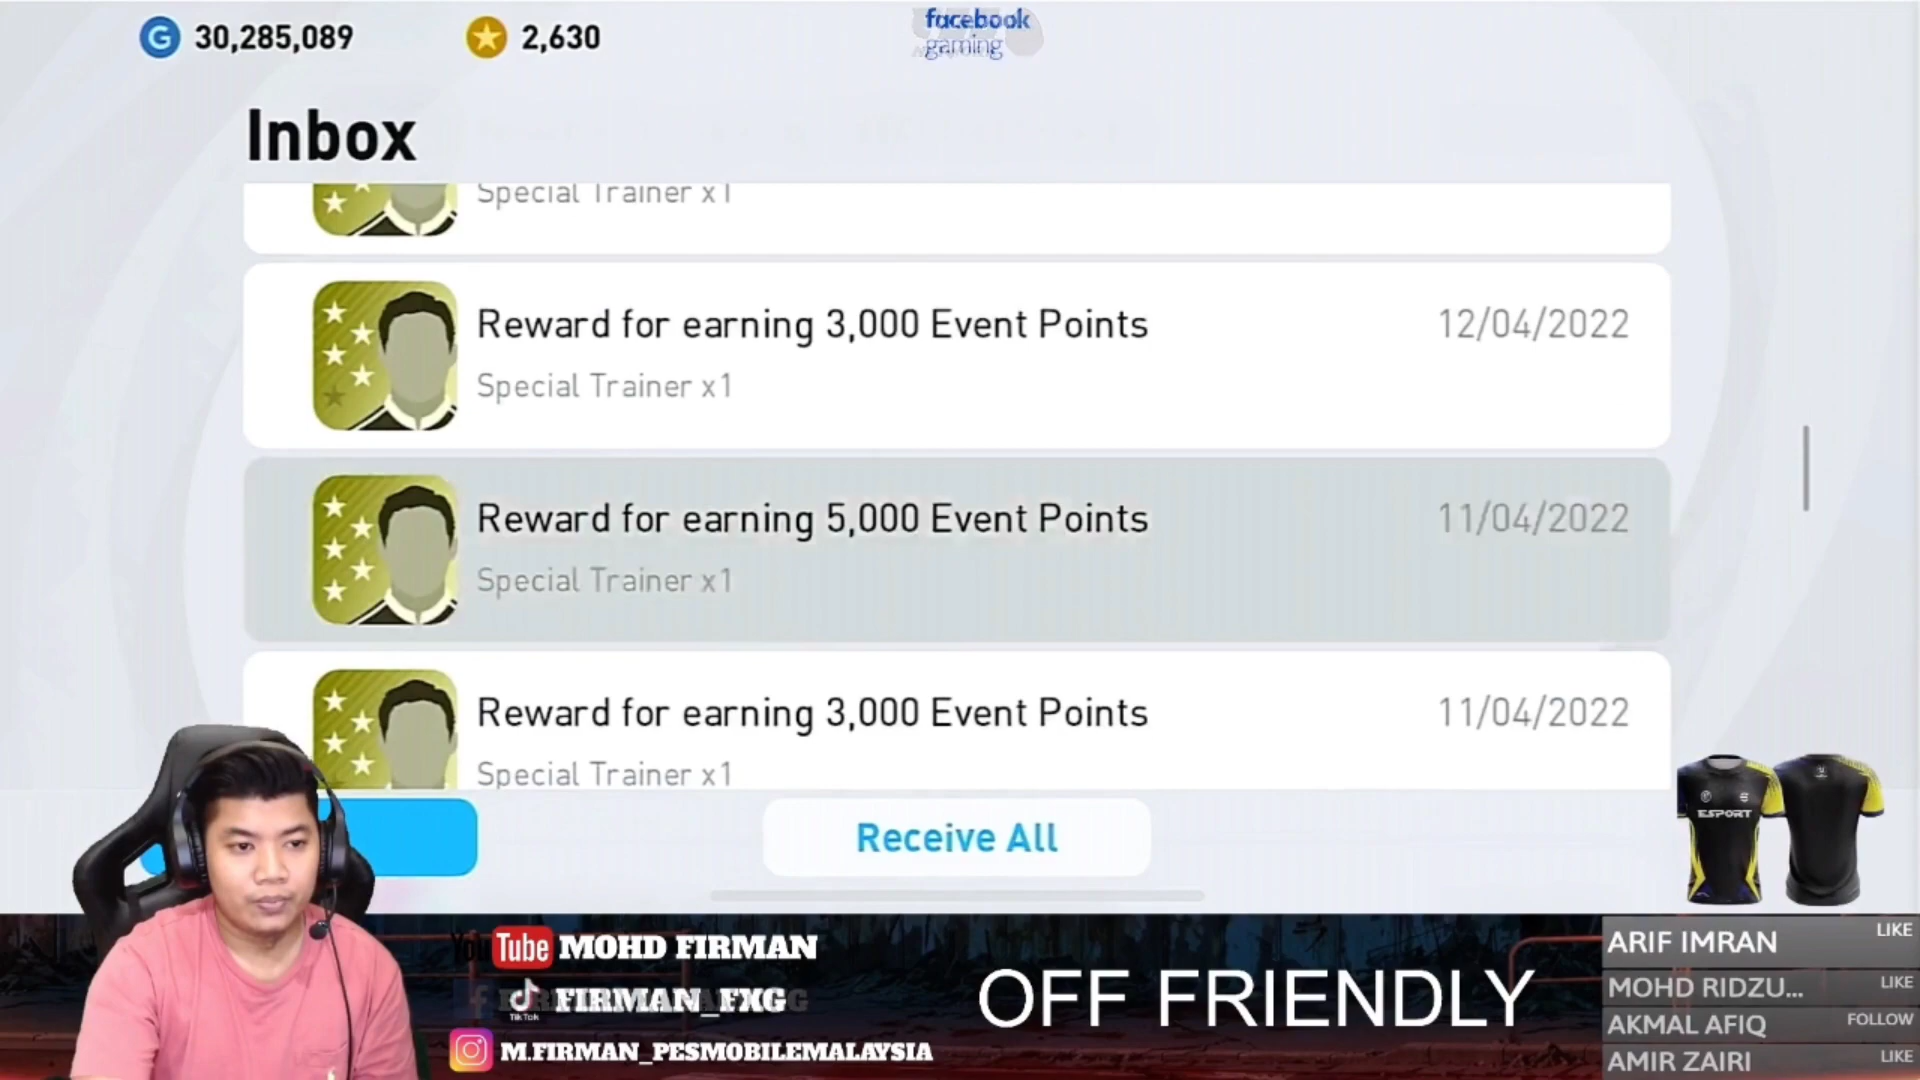 G 30,285,089
2,630
facebook
gaming
Inbox
Special Trainer x1
Reward for earning 3,000 Event Points
12/04/2022
Special Trainer x1
Reward for earning 5,000 Event Points
11/04/2022
Special Trainer x1
Reward for earning 3,000 Event Points
11/04/2022
Special Trainer x1
Receive All
ESPORT
YouTube MOHD FIRMAN
TikTok FIRMAN_FXG
M.FIRMAN_PESMOBILEMALAYSIA
OFF FRIENDLY
ARIF IMRAN LIKE
MOHD RIDZU... LIKE
AKMAL AFIQ FOLLOW
AMIR ZAIRI LIKE